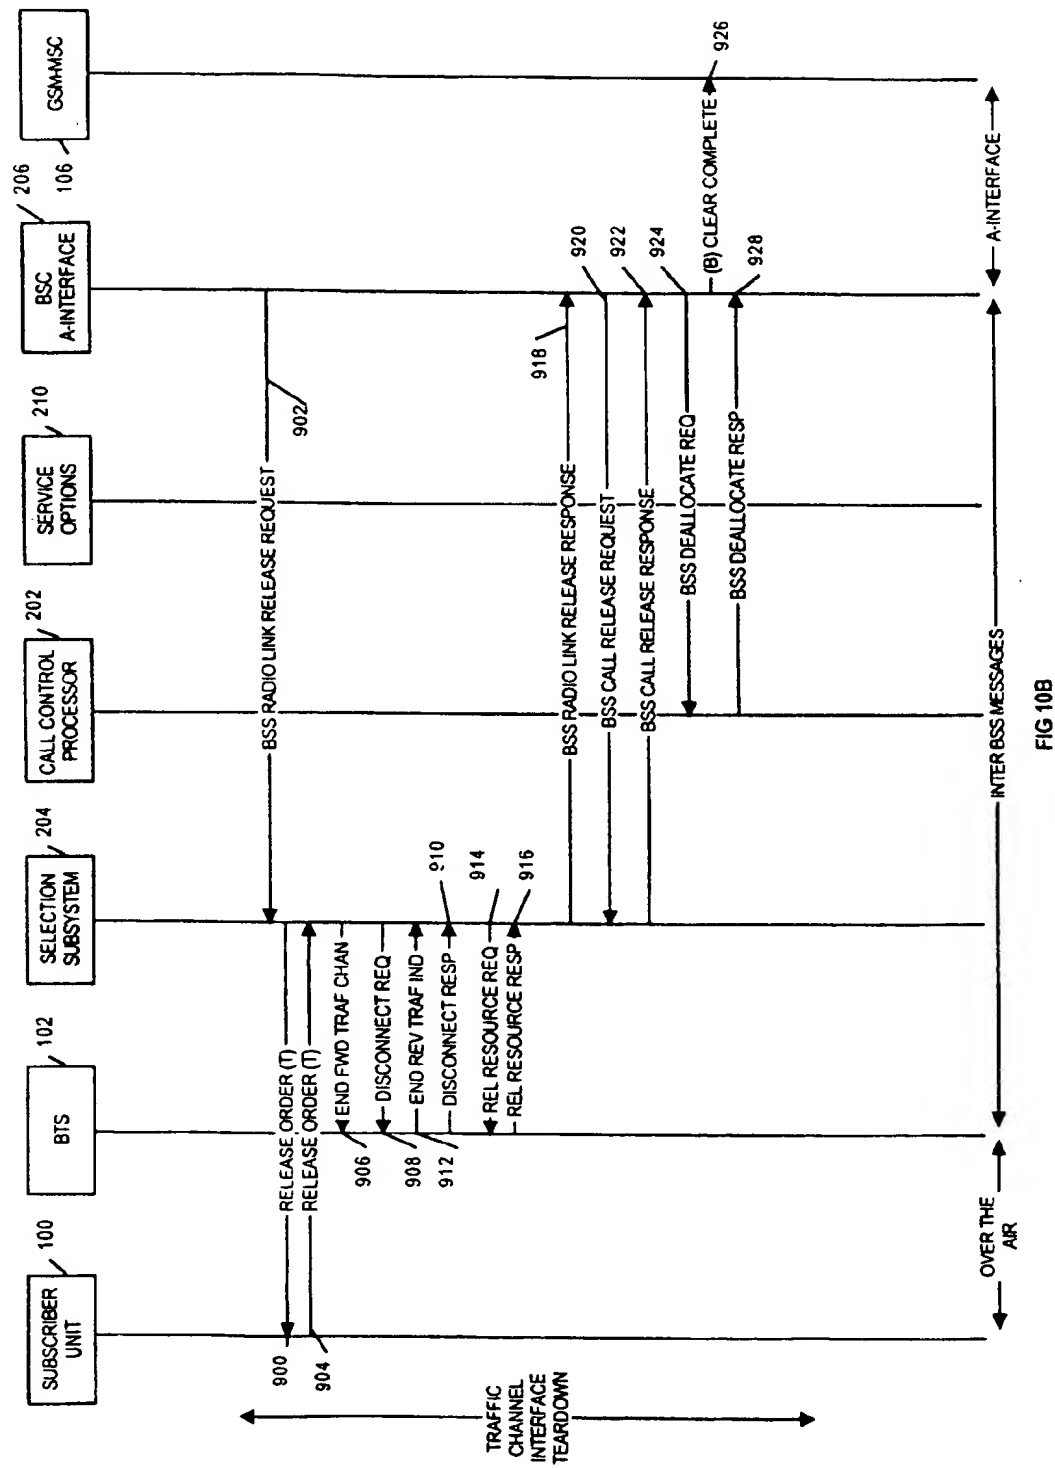 SUBSCRIBER
UNIT
100
BTS
102
SELECTION
SUBSYSTEM
204
CALL CONTROL
PROCESSOR
202
SERVICE
OPTIONS
210
BSC
A-INTERFACE
206
GSM-MSC
106
TRAFFIC
CHANNEL
INTERFACE
TEARDOWN
BSS RADIO LINK RELEASE REQUEST
902
900
RELEASE ORDER (T)
904
RELEASE ORDER (T)
END FWD TRAF CHAN
906
DISCONNECT REQ
908
END REV TRAF IND
912
DISCONNECT RESP
910
REL RESOURCE REQ
914
REL RESOURCE RESP
916
BSS RADIO LINK RELEASE RESPONSE
918
BSS CALL RELEASE REQUEST
920
BSS CALL RELEASE RESPONSE
922
BSS DEALLOCATE REQ
924
(B) CLEAR COMPLETE
926
BSS DEALLOCATE RESP
928
OVER THE
AIR
INTER BSS MESSAGES
A-INTERFACE
FIG 10B